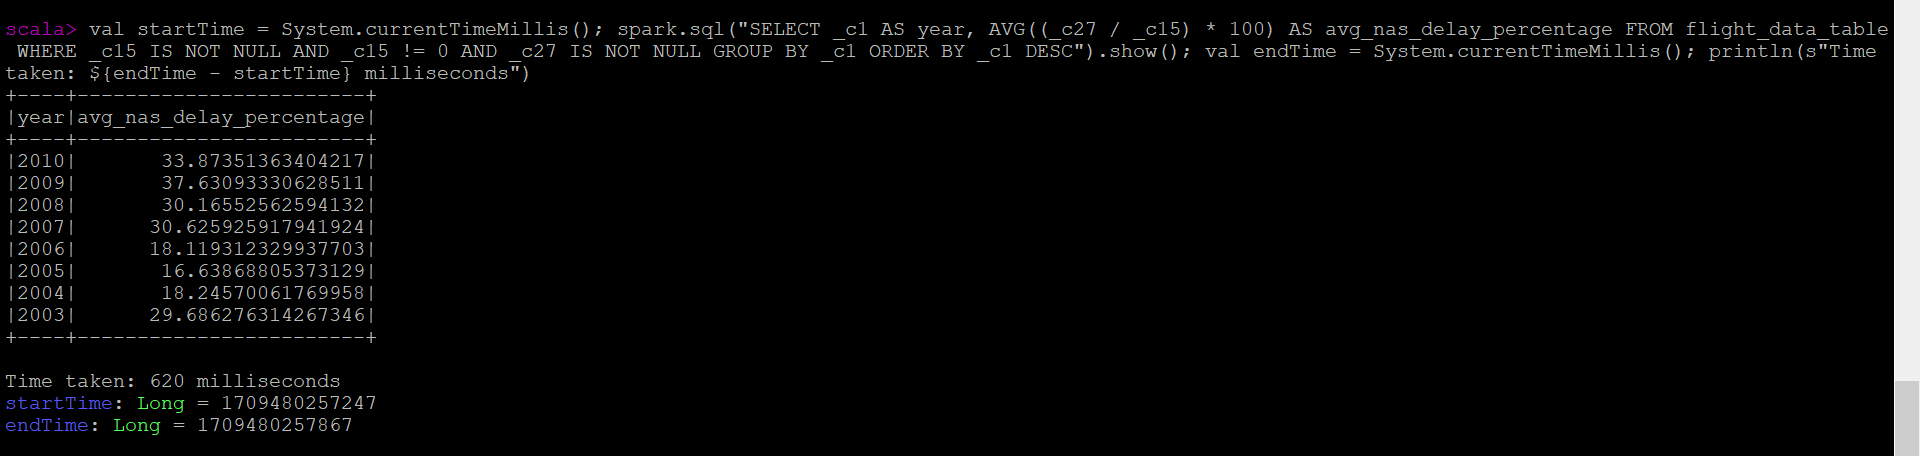 scala> val startTime = System.currentTimeMillis(); spark.sql("SELECT _c1 AS year, AVG((_c27 / _c15) * 100) AS avg_nas_delay_percentage FROM flight_data_table
 WHERE _c15 IS NOT NULL AND _c15 != 0 AND _c27 IS NOT NULL GROUP BY _c1 ORDER BY _c1 DESC").show(); val endTime = System.currentTimeMillis(); println(s"Time
taken: ${endTime - startTime} milliseconds")
+----+------------------------+
|year|avg_nas_delay_percentage|
+----+------------------------+
|2010|       33.87351363404217|
|2009|       37.63093330628511|
|2008|       30.16552562594132|
|2007|      30.625925917941924|
|2006|      18.119312329937703|
|2005|       16.63868805373129|
|2004|       18.24570061769958|
|2003|      29.686276314267346|
+----+------------------------+
Time taken: 620 milliseconds
startTime: Long = 1709480257247
endTime: Long = 1709480257867